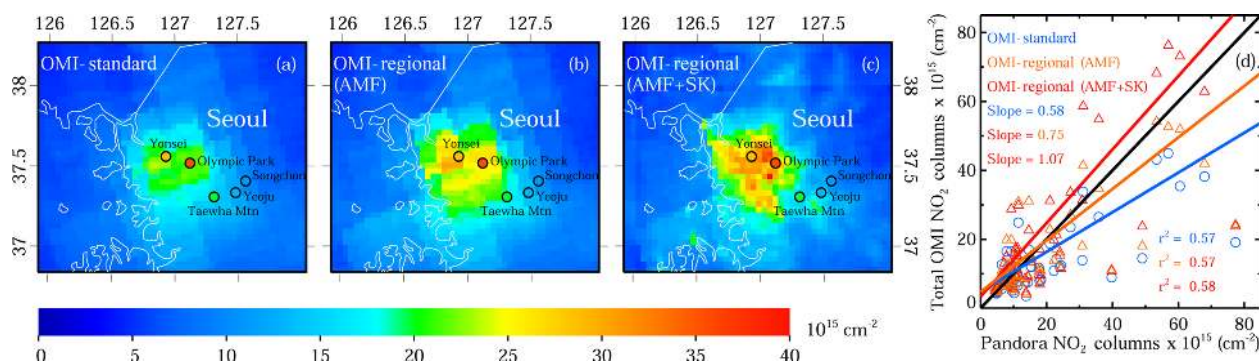 126 126.5 127 127.5
126 126.5 127 127.5
126 126.5 127 127.5
OMI-standard (a)
Seoul
Yonsei
Olympic Park
Songchon
Yeoju
Taewha Mtn
OMI-regional (b)
(AMF)
Seoul
Yonsei
Olympic Park
Songchon
Yeoju
Taewha Mtn
OMI-regional (c)
(AMF+SK)
Seoul
Yonsei
Olympic Park
Songchon
Yeoju
Taewha Mtn
38
37.5
37
38
37.5
37
0 5 10 15 20 25 30 35 40
10¹⁵ cm⁻²
Total OMI NO₂ columns x 10¹⁵ (cm⁻²)
80
60
40
20
0
OMI-standard
(d)
OMI-regional (AMF)
OMI-regional (AMF+SK)
Slope = 0.58
Slope = 0.75
Slope = 1.07
r² = 0.57
r² = 0.57
r² = 0.58
0 20 40 60 80
Pandora NO₂ columns x 10¹⁵ (cm⁻²)